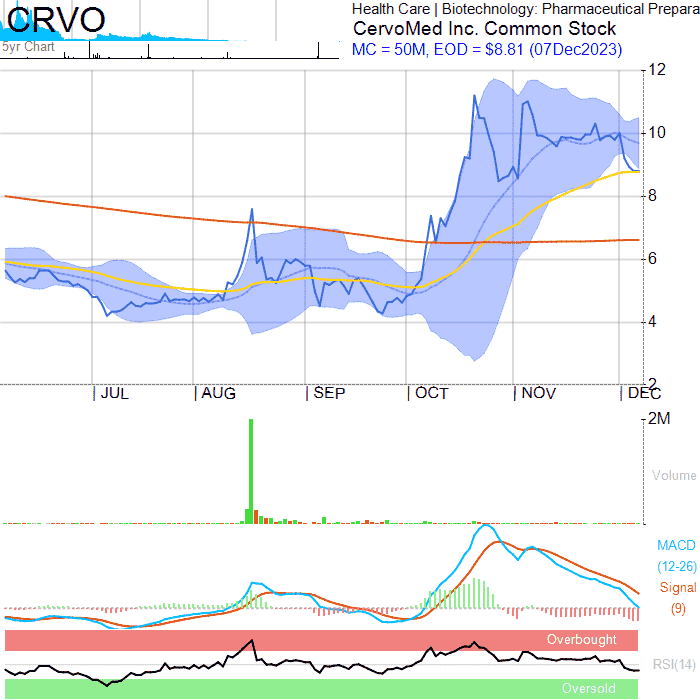 CRVO
Health Care | Biotechnology: Pharmaceutical Prepara
CervoMed Inc. Common Stock
5yr Chart
MC = 50M, EOD = $8.81 (07Dec2023)
12
10
8
6
4
2
JUL
AUG
SEP
OCT
NOV
DEC
2M
Volume
MACD
(12-26)
Signal
(9)
Overbought
RSI(14)
Oversold